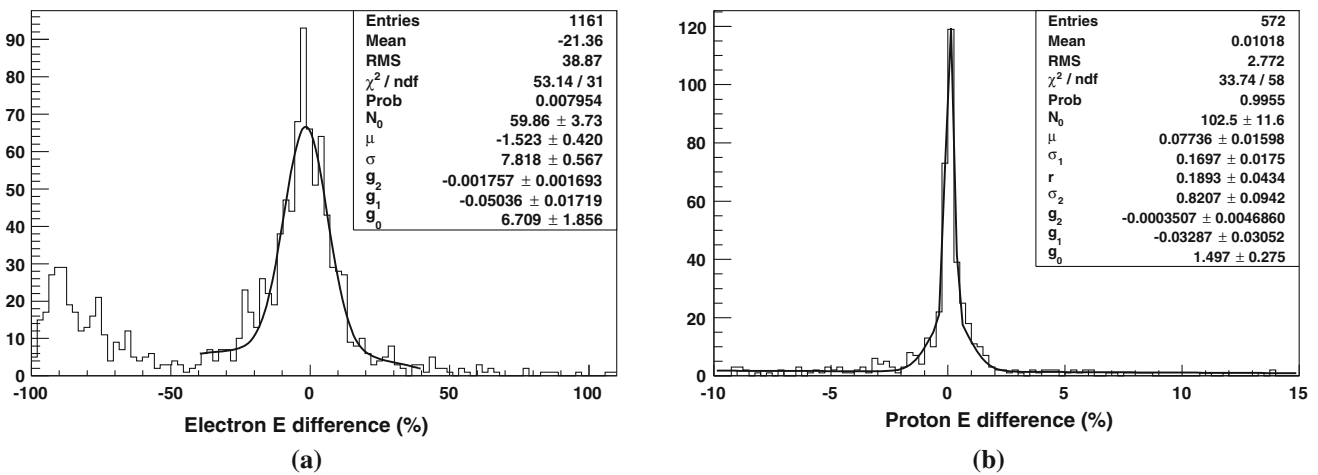 Entries 1161
Mean -21.36
RMS 38.87
χ² / ndf 53.14 / 31
Prob 0.007954
N₀ 59.86 ± 3.73
μ -1.523 ± 0.420
σ 7.818 ± 0.567
g₂ -0.001757 ± 0.001693
g₁ -0.05036 ± 0.01719
g₀ 6.709 ± 1.856
90
80
70
60
50
40
30
20
10
0
-100 -50 0 50 100
Electron E difference (%)
(a)
Entries 572
Mean 0.01018
RMS 2.772
χ² / ndf 33.74 / 58
Prob 0.9955
N₀ 102.5 ± 11.6
μ 0.07736 ± 0.01598
σ₁ 0.1697 ± 0.0175
r 0.1893 ± 0.0434
σ₂ 0.8207 ± 0.0942
g₂ -0.0003507 ± 0.0046860
g₁ -0.03287 ± 0.03052
g₀ 1.497 ± 0.275
120
100
80
60
40
20
0
-10 -5 0 5 10 15
Proton E difference (%)
(b)